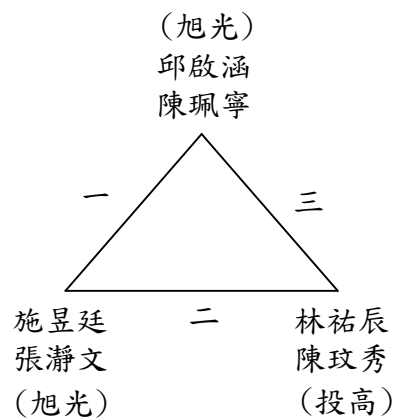 (旭光)
邱啟涵
陳珮寧
一
三
二
施昱廷
張瀞文
(旭光)
林祐辰
陳玟秀
(投高)